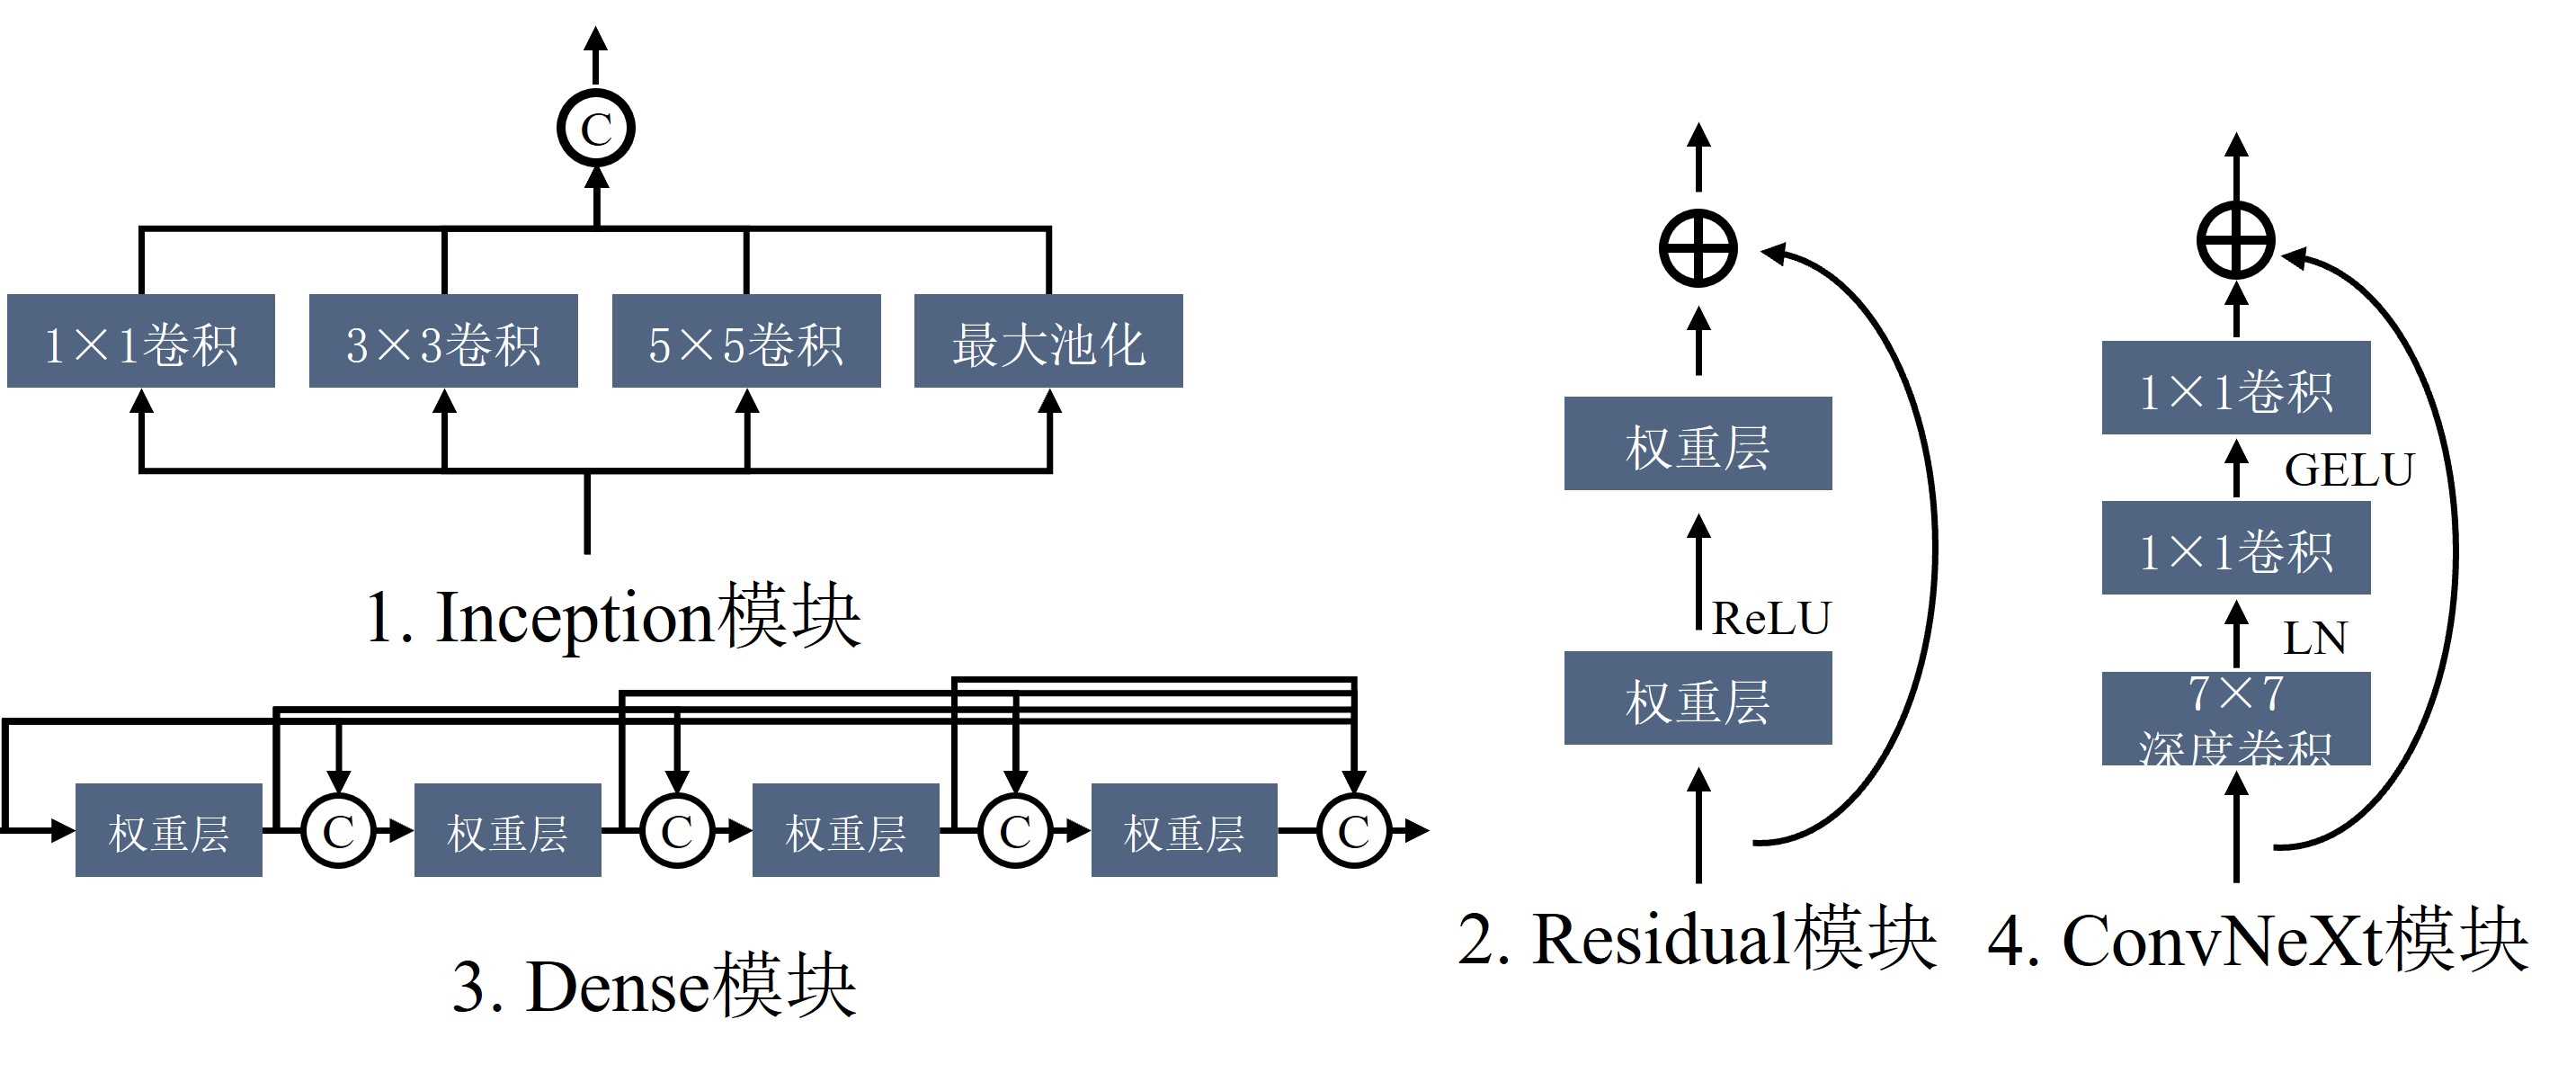 C
1×1卷积
3×3卷积
5×5卷积
最大池化
1. Inception模块
权重层
C
权重层
C
权重层
C
权重层
C
3. Dense模块
权重层
ReLU
权重层
2. Residual模块
1×1卷积
GELU
1×1卷积
LN
7×7
深度卷积
4. ConvNeXt模块